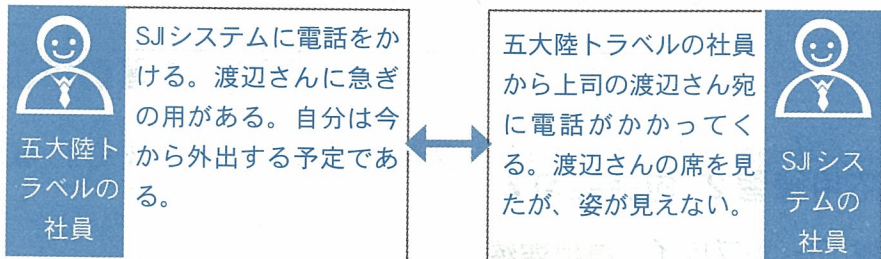 五大陸ト
ラベルの
社員
SJIシステムに電話をか
ける。渡辺さんに急ぎ
の用がある。自分は今
から外出する予定であ
る。
五大陸トラベルの社員
から上司の渡辺さん宛
に電話がかかってく
る。渡辺さんの席を見
たが、姿が見えない。
SJIシス
テムの
社員